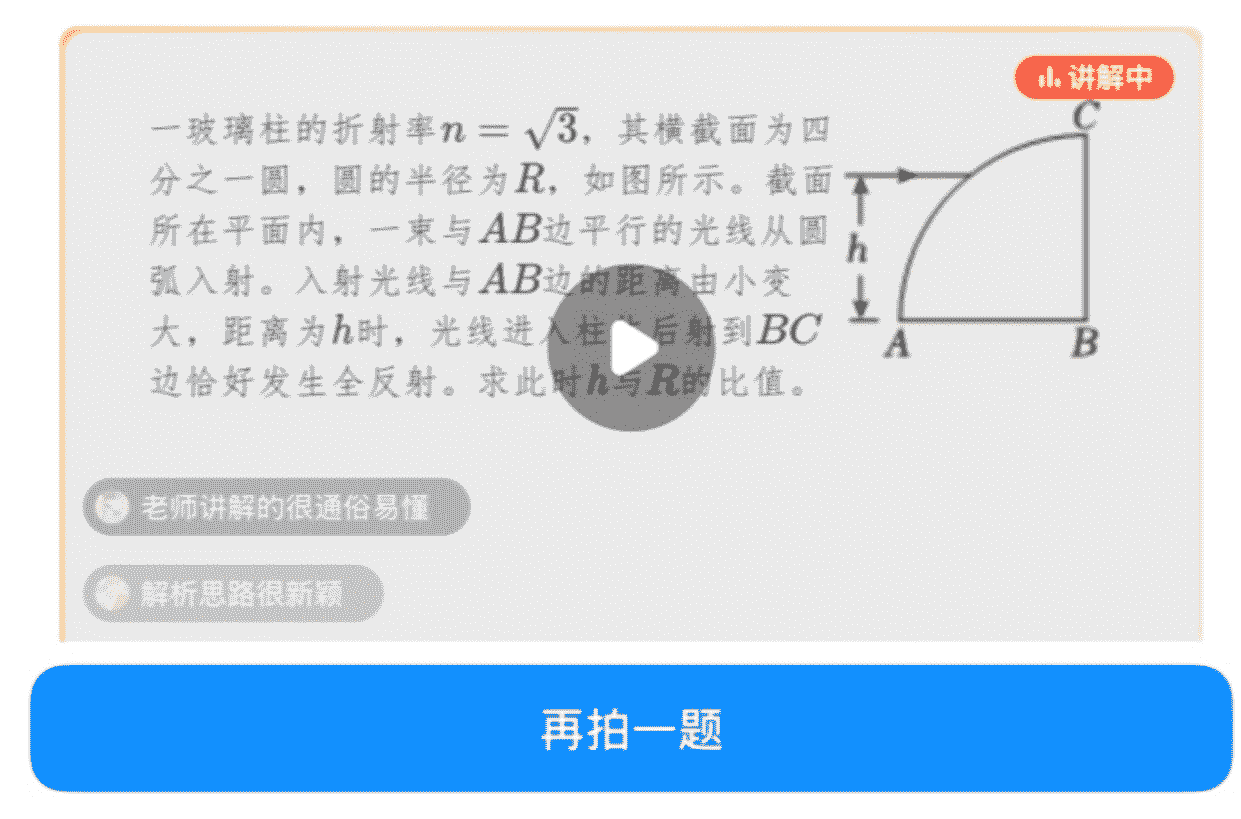 讲解中
一玻璃柱的折射率n = √3，其横截面为四
分之一圆，圆的半径为R，如图所示。截面
所在平面内，一束与AB边平行的光线从圆
弧入射。入射光线与AB边的距离由小变
大，距离为h时，光线进入柱体后射到BC
边恰好发生全反射。求此时h与R的比值。
C
h
A
B
老师讲解的很通俗易懂
解析思路很新颖
再拍一题